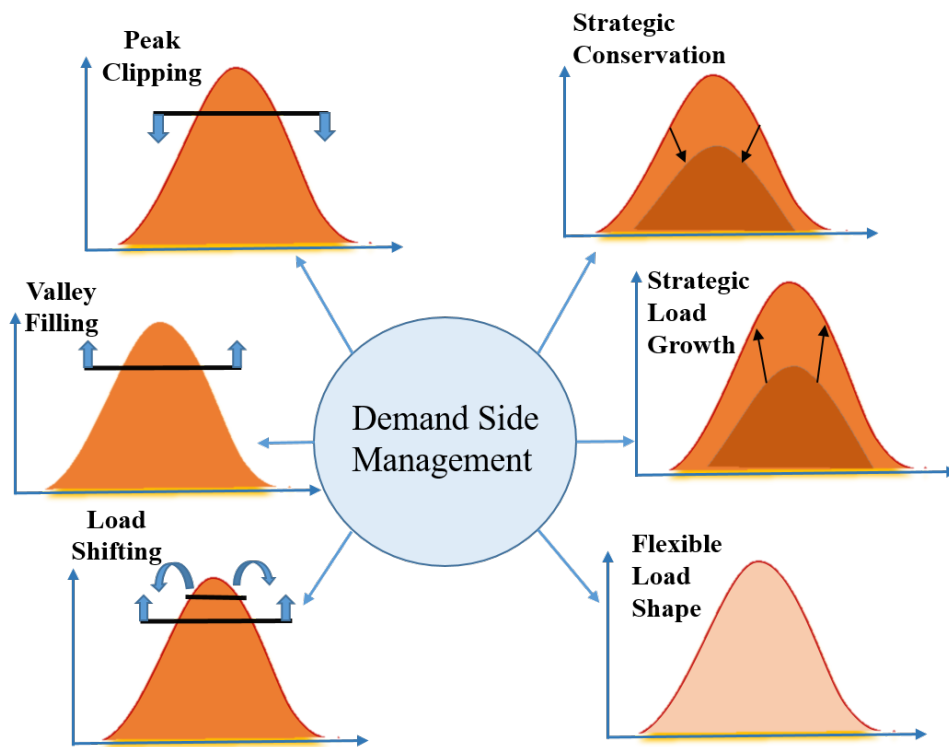 Peak
Clipping
Strategic
Conservation
Valley
Filling
Strategic
Load
Growth
Demand Side
Management
Load
Shifting
Flexible
Load
Shape